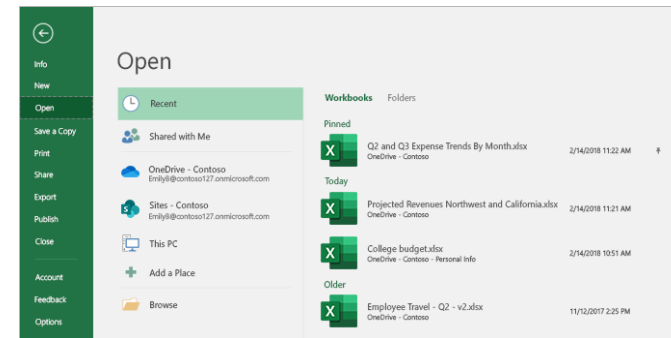 Info
New
Open
Save a Copy
Print
Share
Export
Publish
Close
Account
Feedback
Options
Open
Recent
Shared with Me
OneDrive - Contoso
EmilyB@contoso127.onmicrosoft.com
Sites - Contoso
EmilyB@contoso127.onmicrosoft.com
This PC
Add a Place
Browse
Workbooks Folders
Pinned
Q2 and Q3 Expense Trends By Month.xlsx 2/14/2018 11:22 AM
OneDrive - Contoso
Today
Projected Revenues Northwest and California.xlsx 2/14/2018 11:21 AM
OneDrive - Contoso
College budget.xlsx 2/14/2018 10:51 AM
OneDrive - Contoso - Personal Info
Older
Employee Travel - Q2 - v2.xlsx 11/12/2017 2:25 PM
OneDrive - Contoso